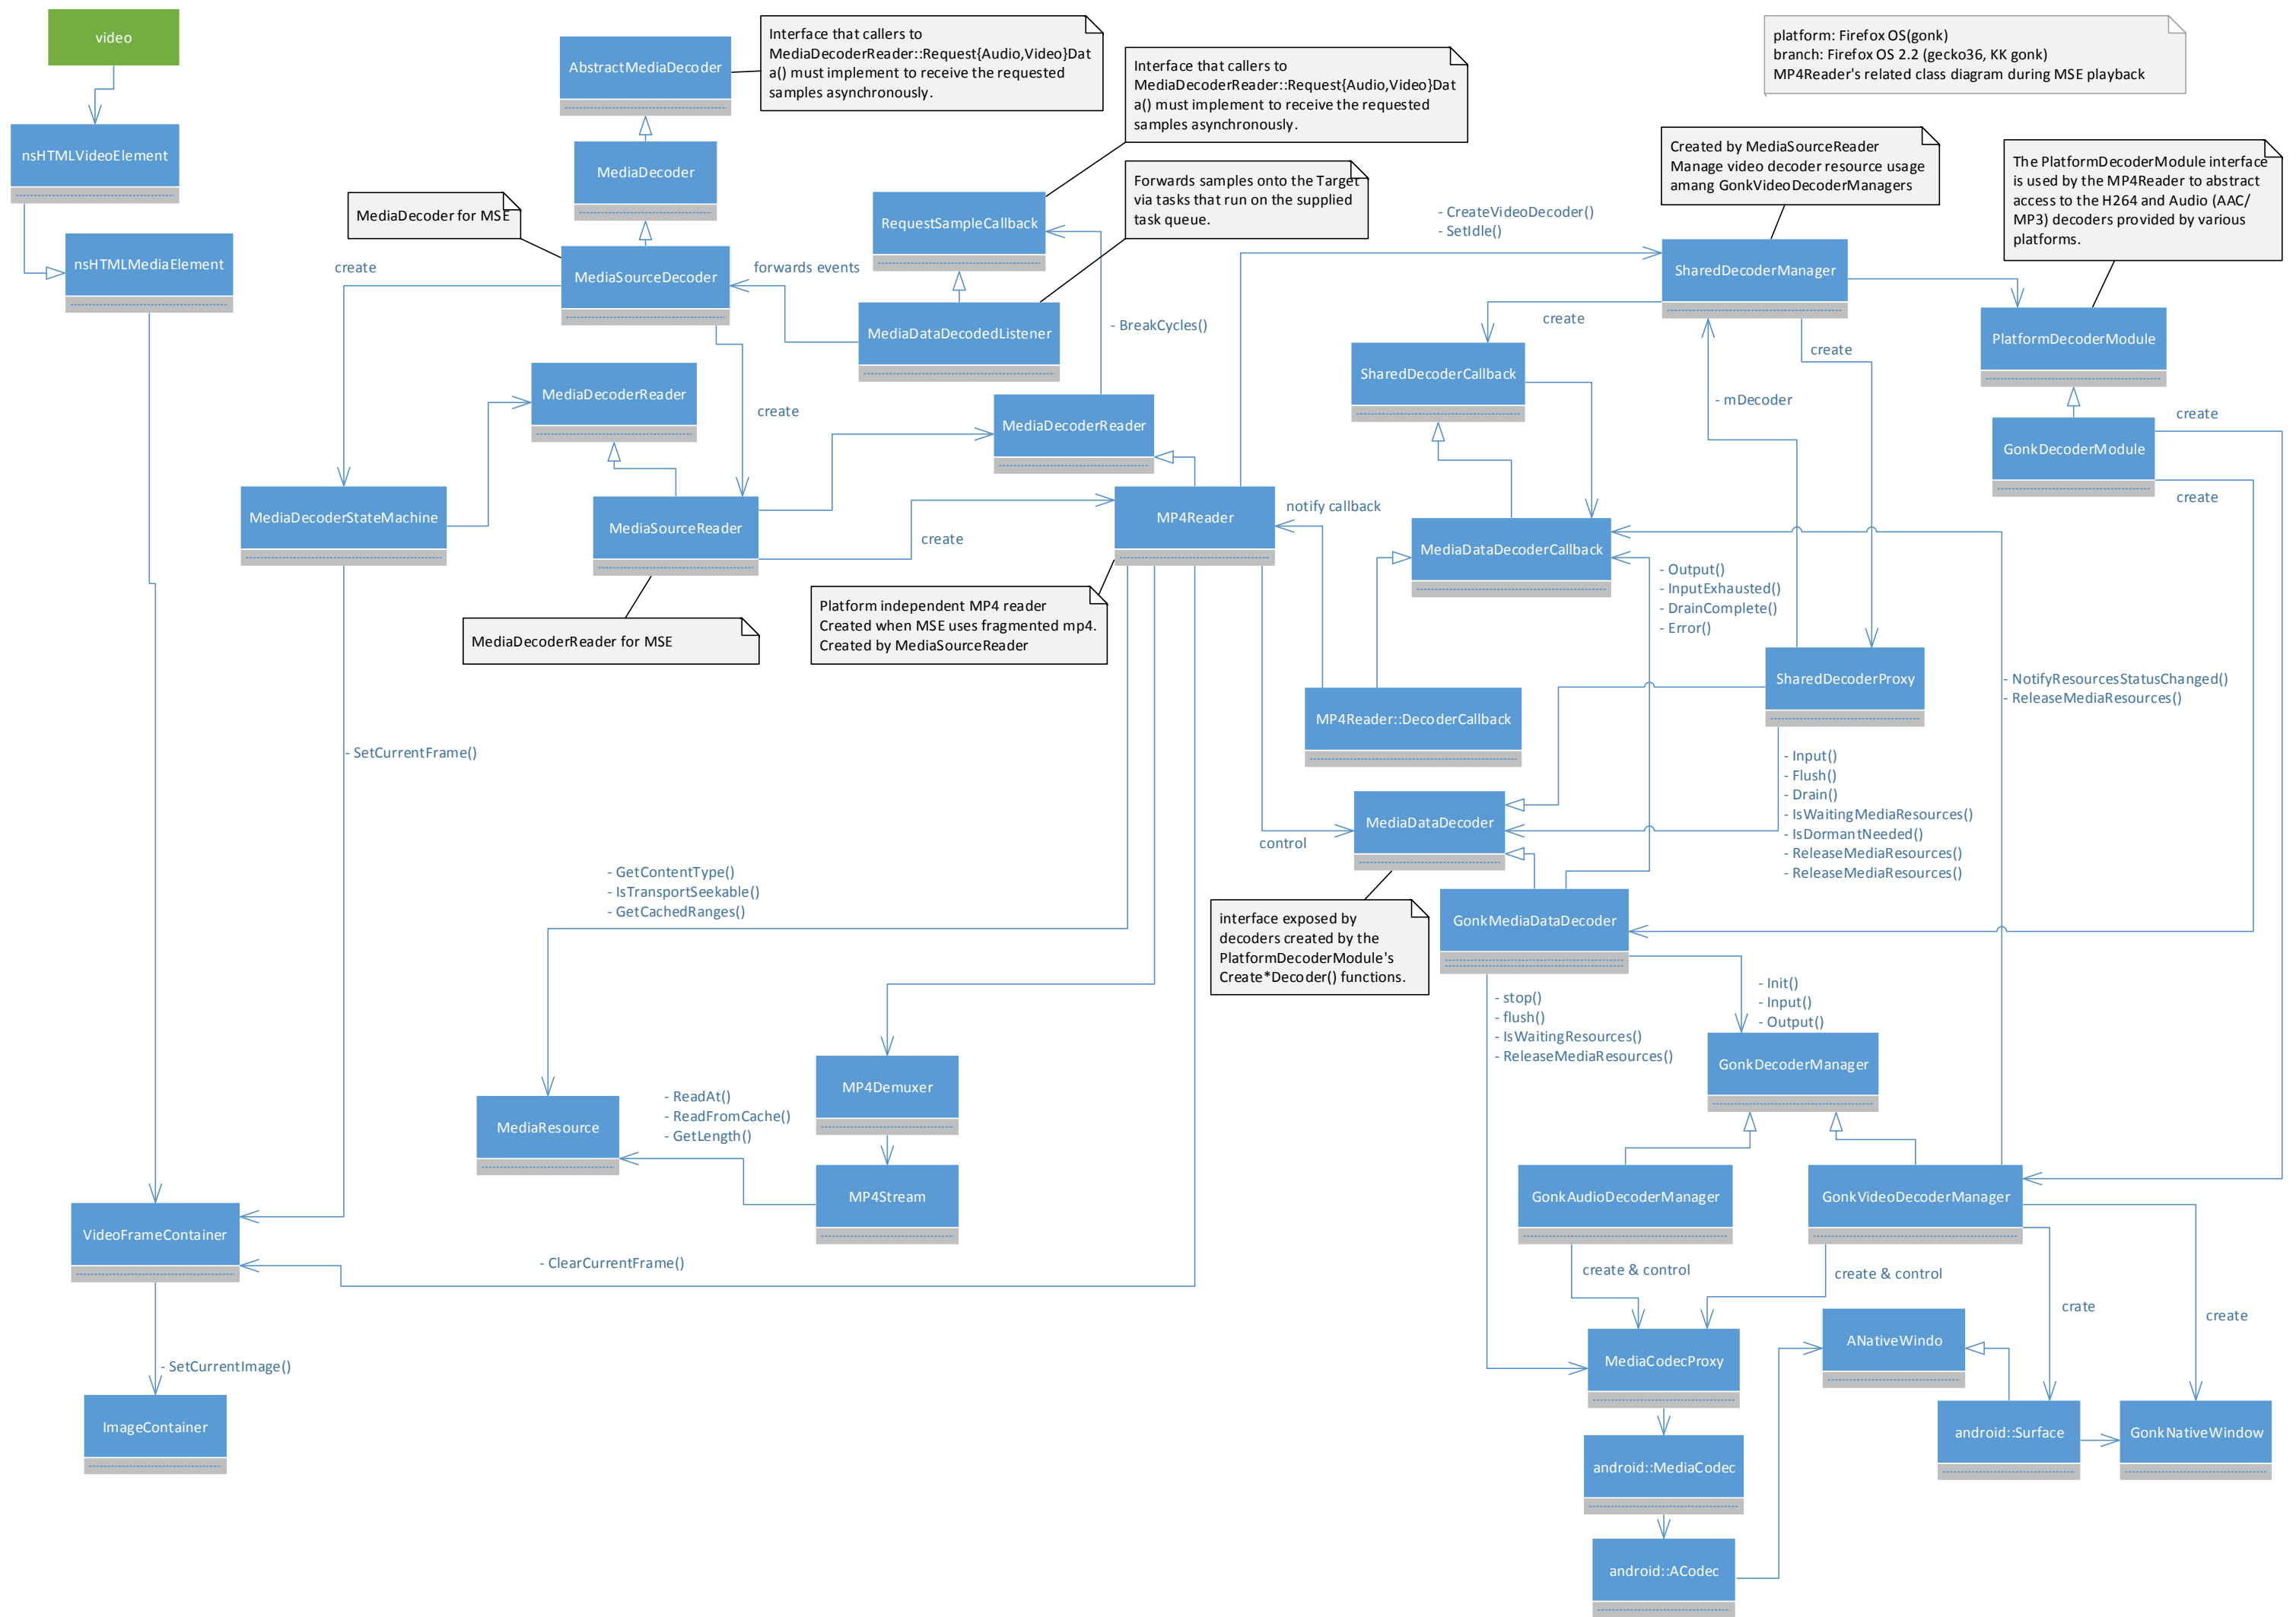 video
nsHTMLVideoElement
nsHTMLMediaElement
AbstractMediaDecoder
Interface that callers to
MediaDecoderReader::Request{Audio,Video}Dat
a() must implement to receive the requested
samples asynchronously.
Interface that callers to
MediaDecoderReader::Request{Audio,Video}Dat
a() must implement to receive the requested
samples asynchronously.
platform: Firefox OS(gonk)
branch: Firefox OS 2.2 (gecko36, KK gonk)
MP4Reader's related class diagram during MSE playback
MediaDecoder
MediaDecoder for MSE
MediaSourceDecoder
create
forwards events
RequestSampleCallback
Forwards samples onto the Target
via tasks that run on the supplied
task queue.
MediaDataDecodedListener
- BreakCycles()
- CreateVideoDecoder()
- SetIdle()
Created by MediaSourceReader
Manage video decoder resource usage
amang GonkVideoDecoderManagers
The PlatformDecoderModule interface
is used by the MP4Reader to abstract
access to the H264 and Audio (AAC/
MP3) decoders provided by various
platforms.
SharedDecoderManager
create
create
PlatformDecoderModule
SharedDecoderCallback
- mDecoder
GonkDecoderModule
create
create
MediaDecoderReader
create
MediaDecoderReader
MediaDecoderStateMachine
MediaSourceReader
create
MP4Reader
notify callback
MediaDataDecoderCallback
- Output()
- InputExhausted()
- DrainComplete()
- Error()
MediaDecoderReader for MSE
Platform independent MP4 reader
Created when MSE uses fragmented mp4.
Created by MediaSourceReader
MP4Reader::DecoderCallback
SharedDecoderProxy
- NotifyResourcesStatusChanged()
- ReleaseMediaResources()
- SetCurrentFrame()
- Input()
- Flush()
- Drain()
- IsWaitingMediaResources()
- IsDormantNeeded()
- ReleaseMediaResources()
- ReleaseMediaResources()
MediaDataDecoder
control
- GetContentType()
- IsTransportSeekable()
- GetCachedRanges()
interface exposed by
decoders created by the
PlatformDecoderModule's
Create*Decoder() functions.
GonkMediaDataDecoder
- stop()
- flush()
- IsWaitingResources()
- ReleaseMediaResources()
- Init()
- Input()
- Output()
GonkDecoderManager
MP4Demuxer
MediaResource
- ReadAt()
- ReadFromCache()
- GetLength()
MP4Stream
GonkAudioDecoderManager
GonkVideoDecoderManager
VideoFrameContainer
- ClearCurrentFrame()
create & control
create & control
crate
create
- SetCurrentImage()
ImageContainer
MediaCodecProxy
ANativeWindo
android::Surface
GonkNativeWindow
android::MediaCodec
android::ACodec